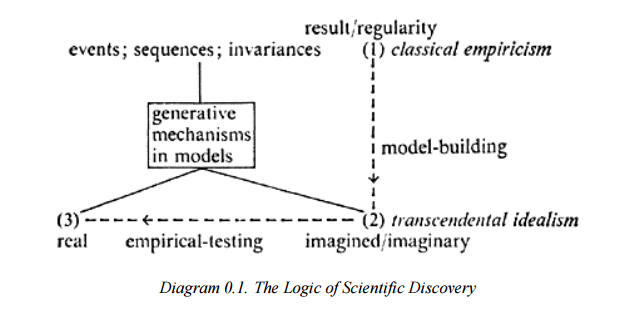 result/regularity
events; sequences; invariances (1) classical empiricism
generative
mechanisms
in models
model-building
(3) (2) transcendental idealism
real empirical-testing imagined/imaginary
Diagram 0.1. The Logic of Scientific Discovery